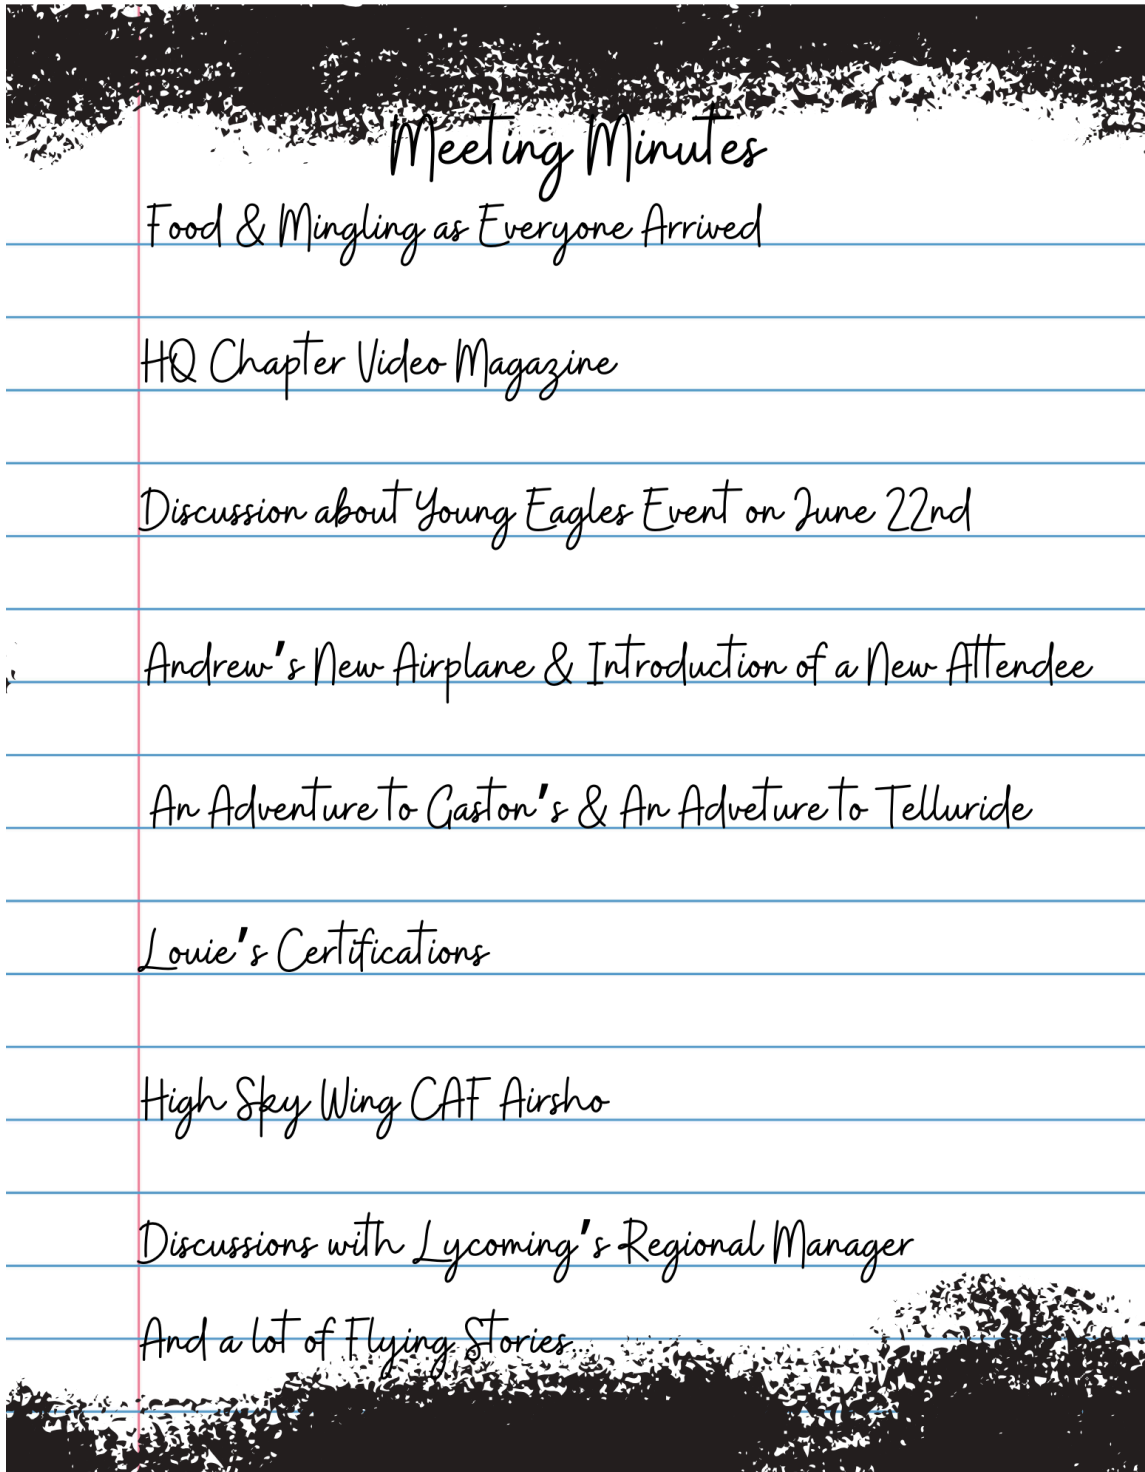 Meeting Minutes
Food & Mingling as Everyone Arrived
HQ Chapter Video Magazine
Discussion about Young Eagles Event on June 22nd
Andrew's New Airplane & Introduction of a New Attendee
An Adventure to Gaston's & An Adveture to Telluride
Louie's Certifications
High Sky Wing CAF Airsho
Discussions with Lycoming's Regional Manager
And a lot of Flying Stories